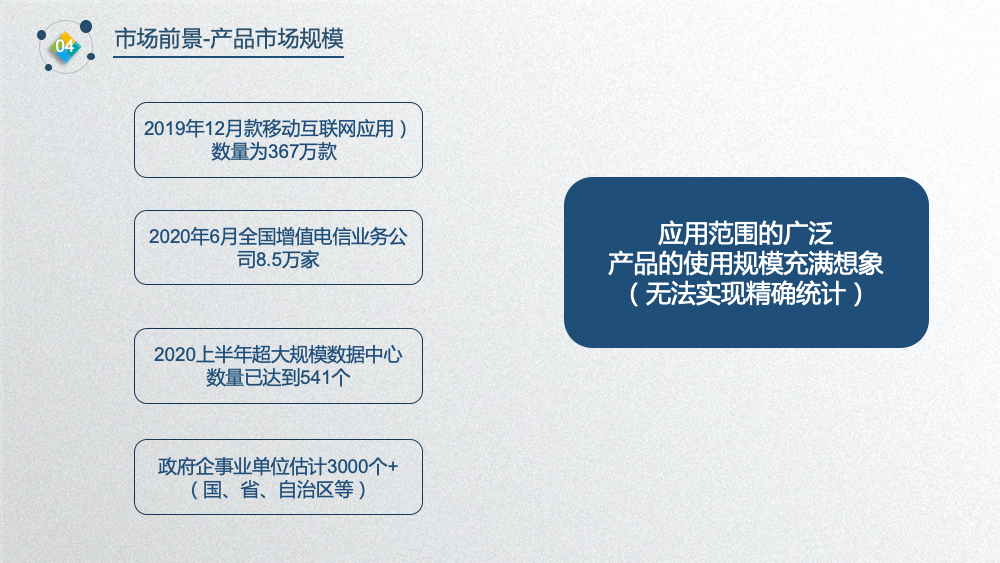 04
市场前景-产品市场规模
2019年12月款移动互联网应用）
数量为367万款
2020年6月全国增值电信业务公
司8.5万家
2020上半年超大规模数据中心
数量已达到541个
政府企事业单位估计3000个+
（国、省、自治区等）
应用范围的广泛
产品的使用规模充满想象
（无法实现精确统计）